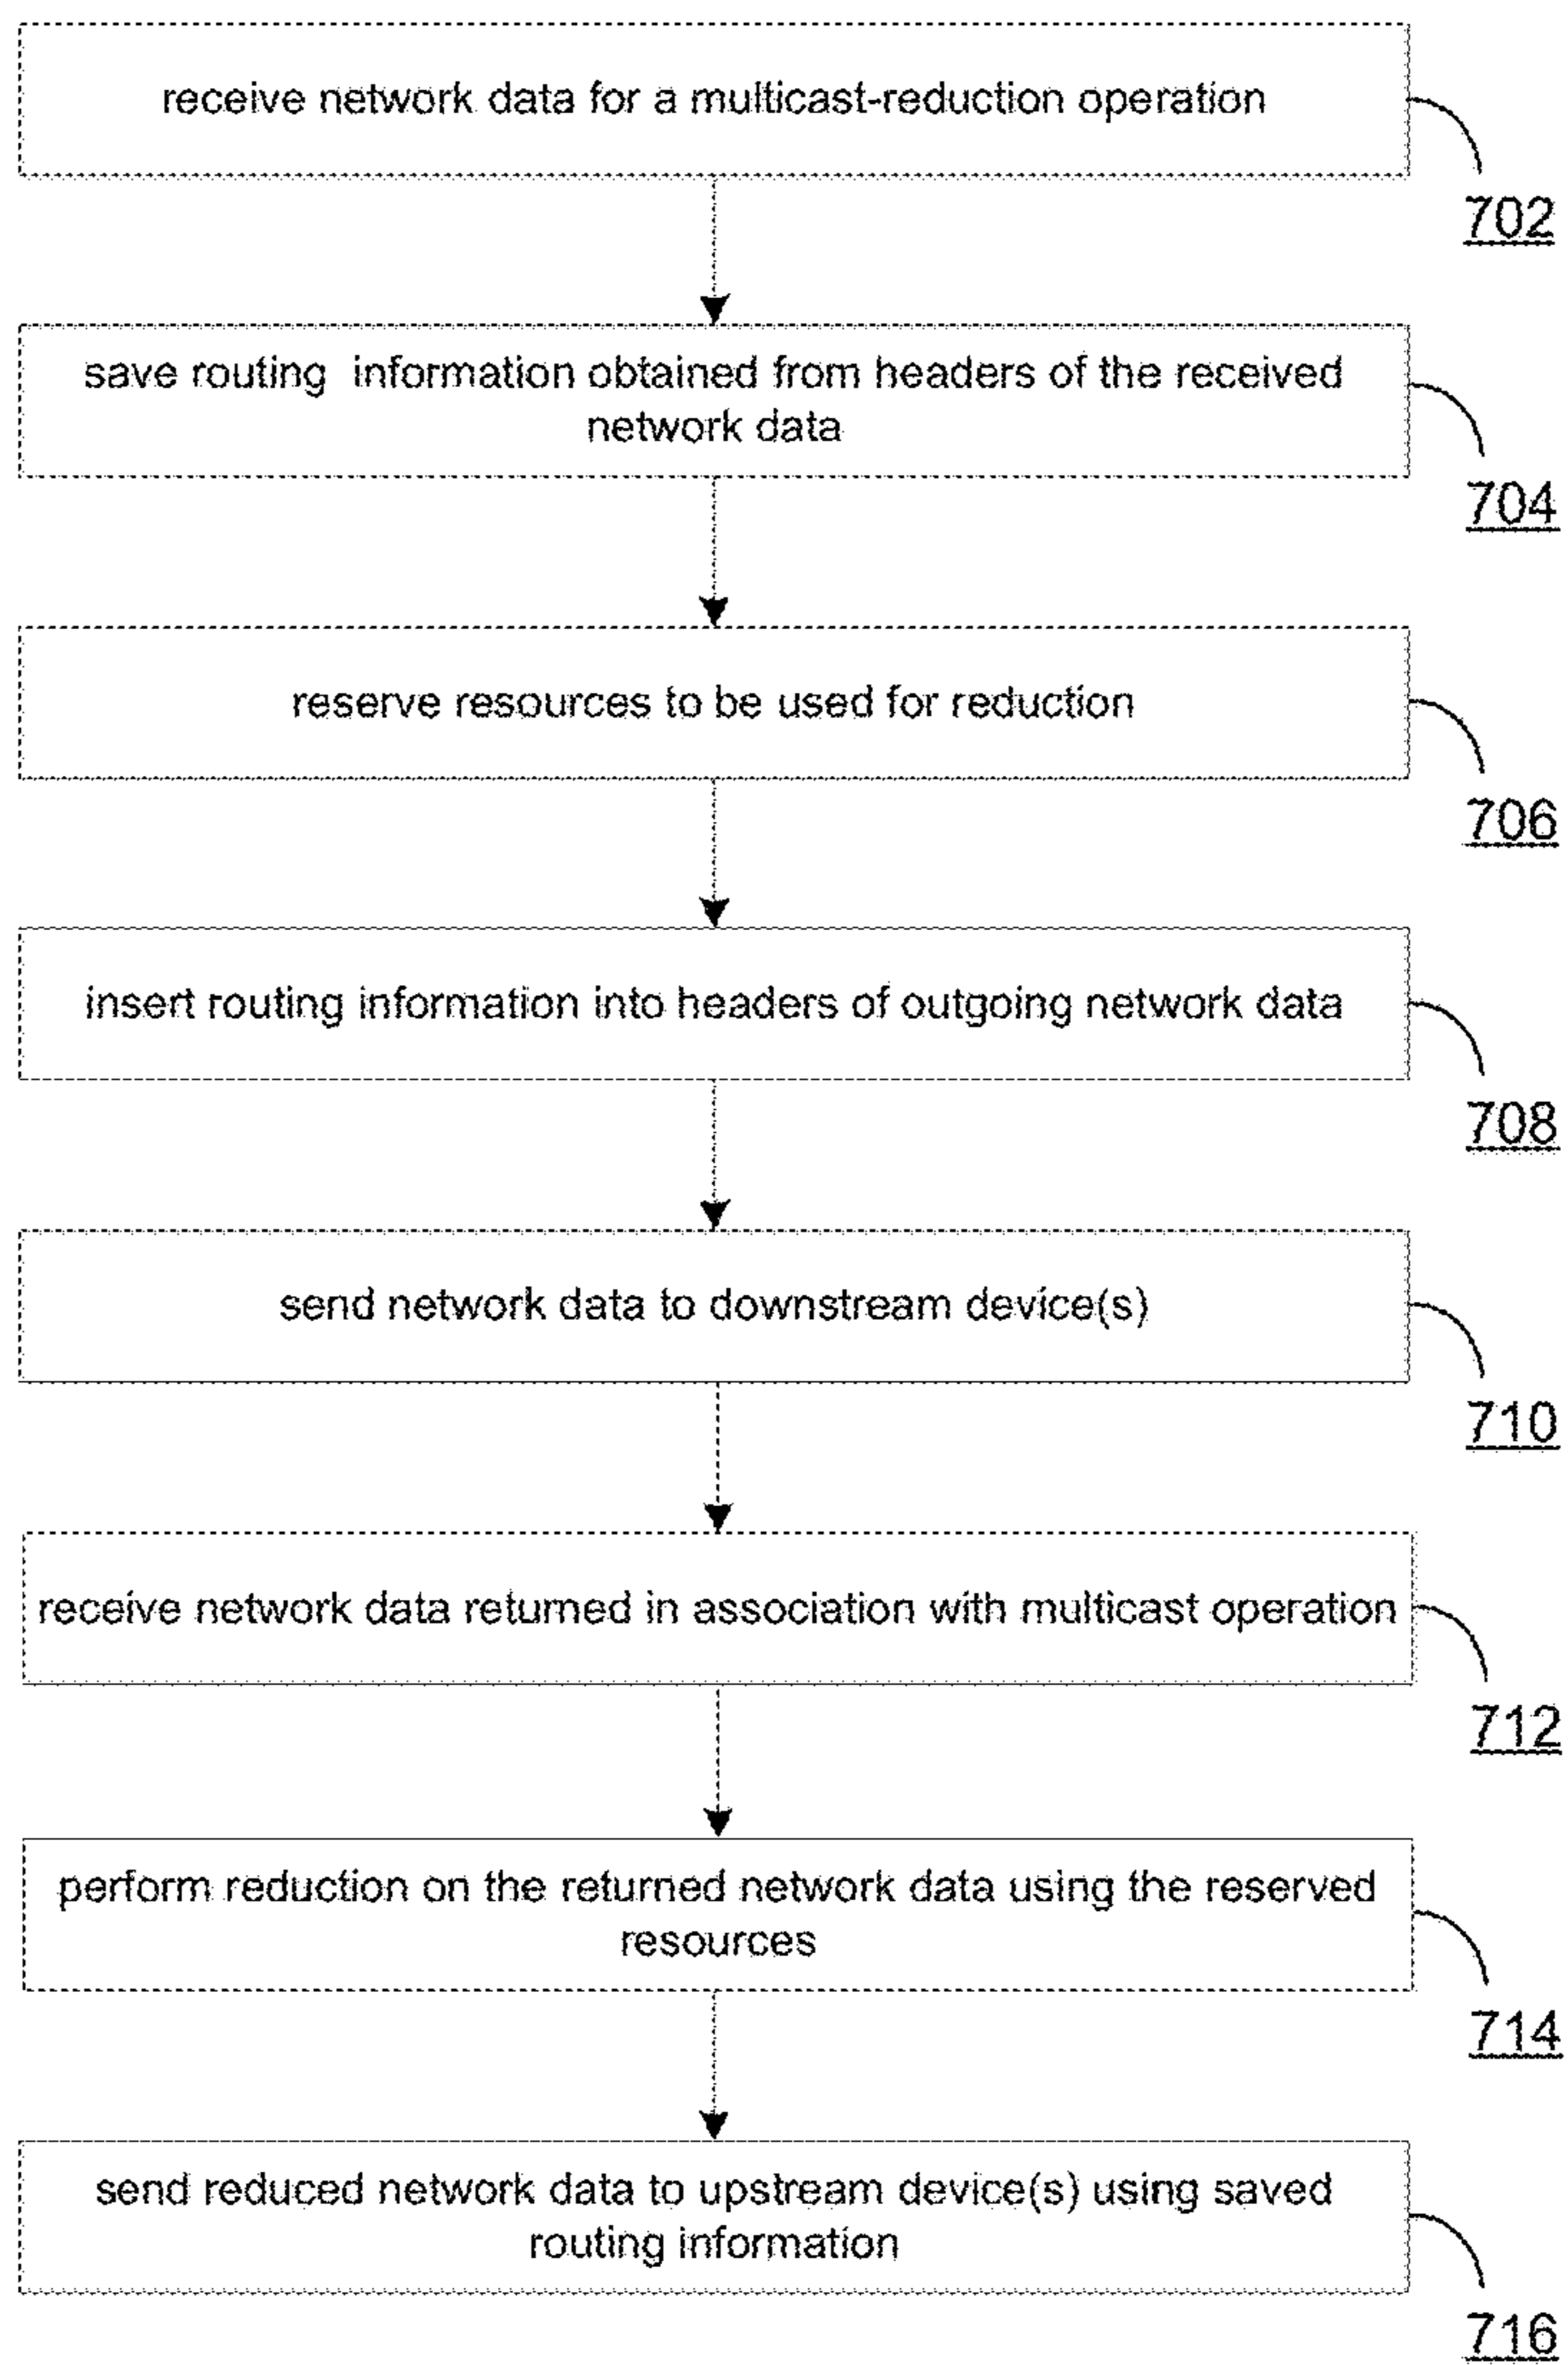 receive network data for a multicast-reduction operation
702
save routing information obtained from headers of the received
network data
704
reserve resources to be used for reduction
706
insert routing information into headers of outgoing network data
708
send network data to downstream device(s)
710
receive network data returned in association with multicast operation
712
perform reduction on the returned network data using the reserved
resources
714
send reduced network data to upstream device(s) using saved
routing information
716